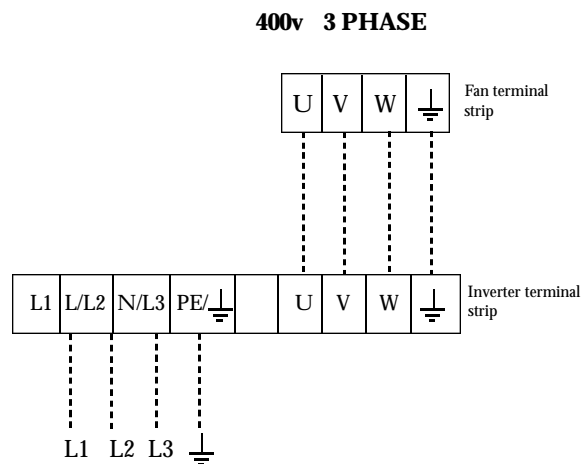 400v 3 PHASE
U V W
Fan terminal
strip
L1 L/L2 N/L3 PE/
U V W
Inverter terminal
strip
L1 L2 L3